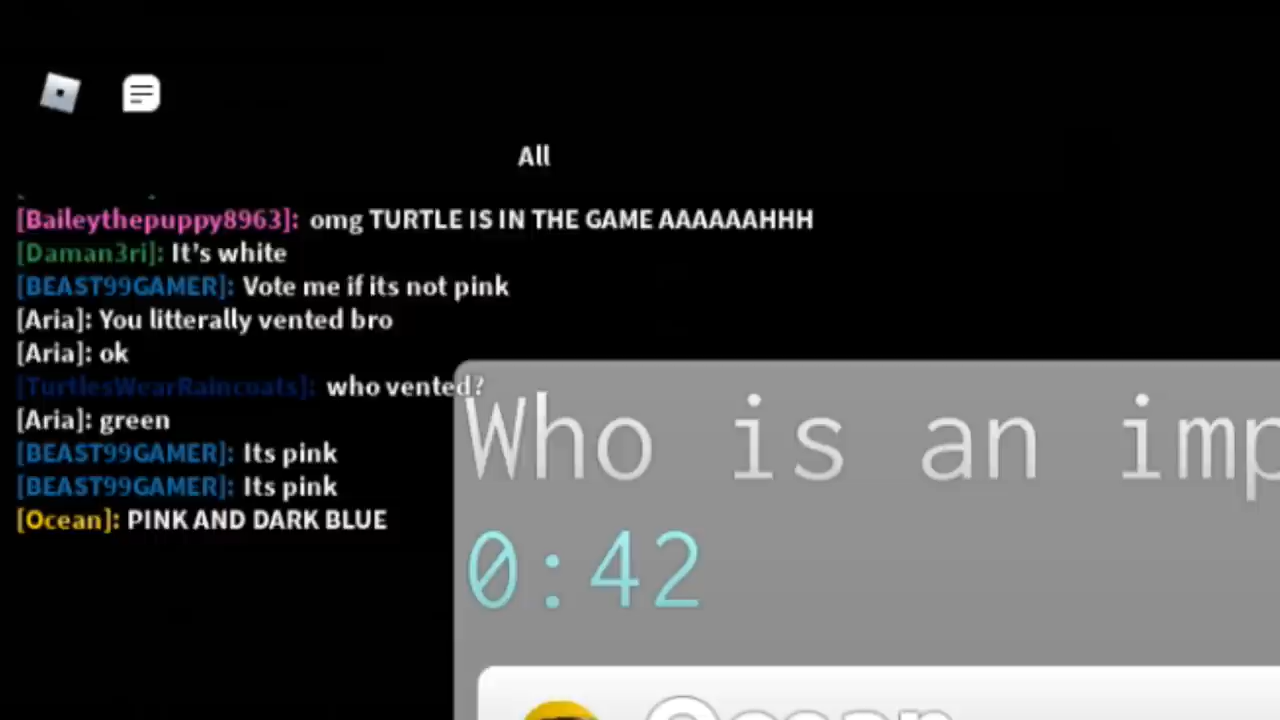 All
[Baileythepuppy8963]: omg TURTLE IS IN THE GAME AAAAAAHHH
[Daman3ri]: It's white
[BEAST99GAMER]: Vote me if its not pink
[Aria]: You litterally vented bro
[Aria]: ok
[TurtlesWearRaincoats]: who vented?
[Aria]: green
[BEAST99GAMER]: Its pink
[BEAST99GAMER]: Its pink
[Ocean]: PINK AND DARK BLUE
Who is an imp
0:42
Ocean